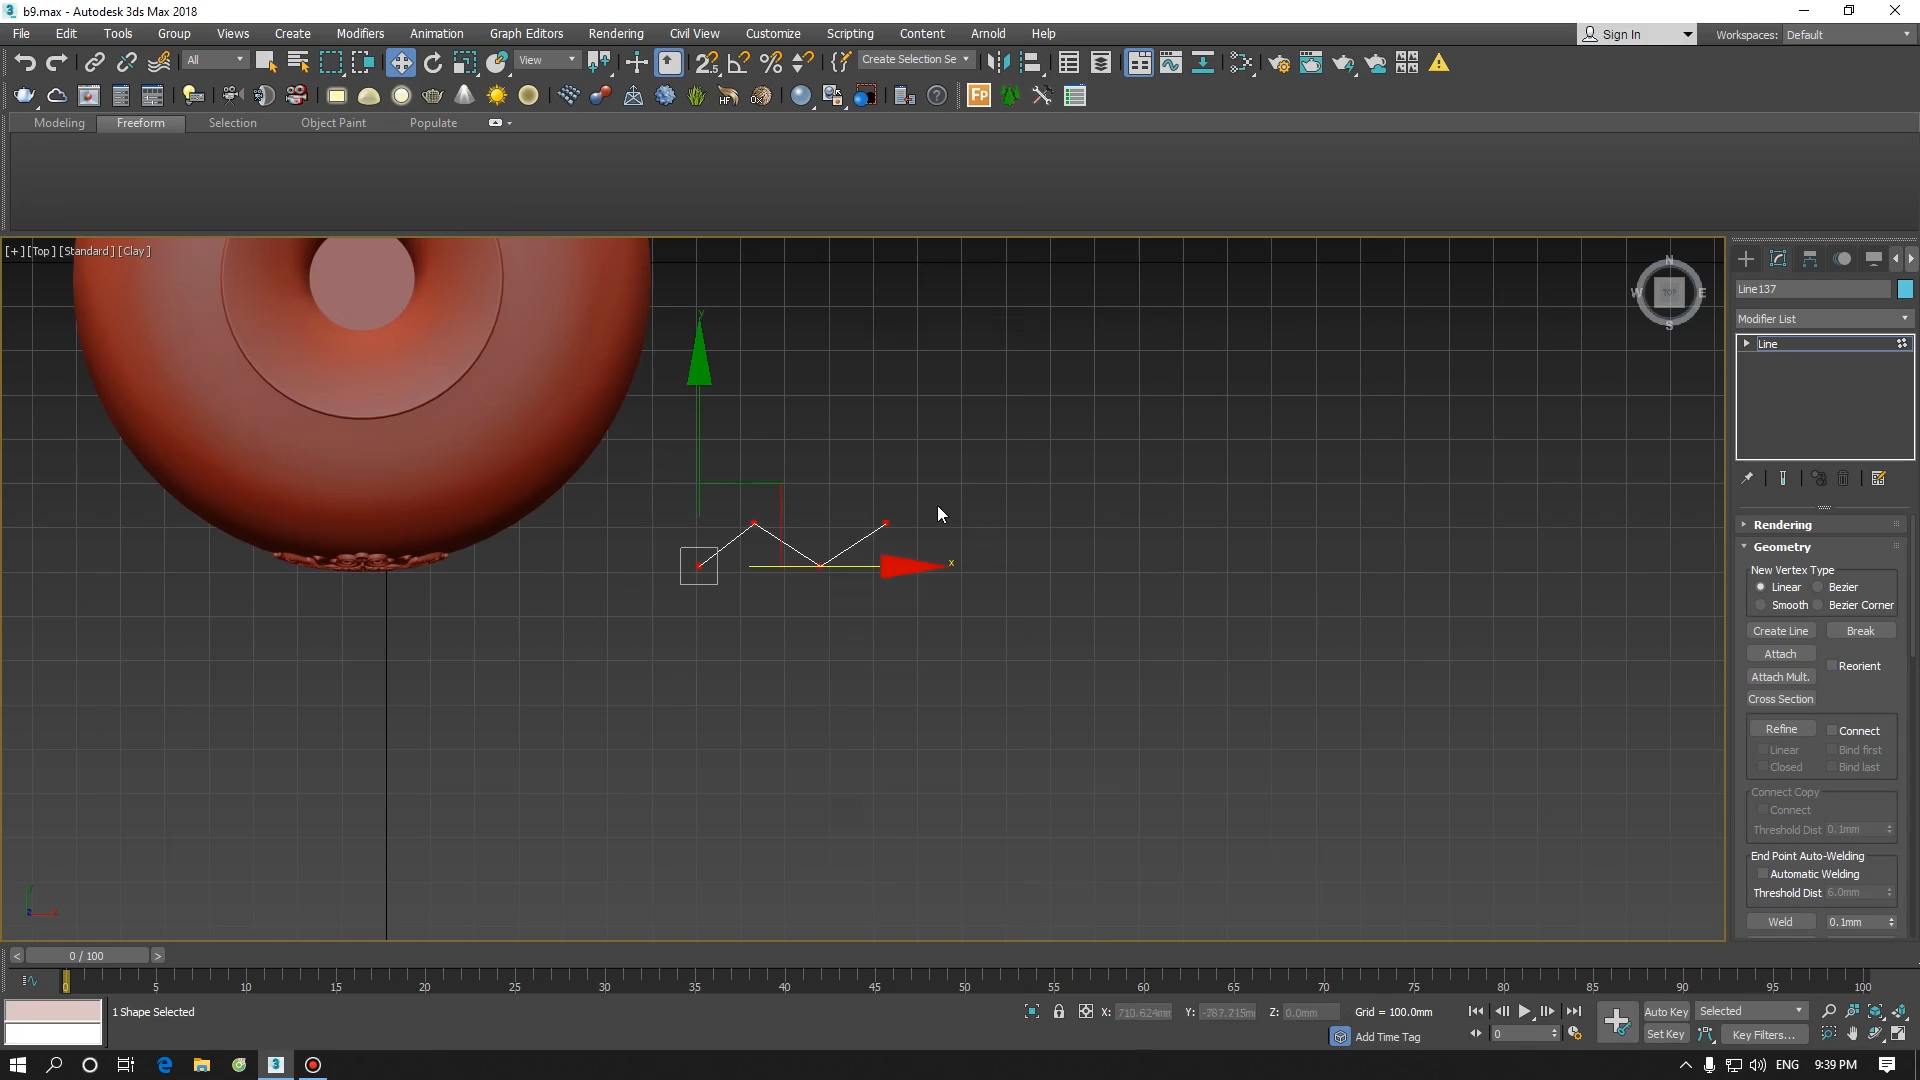 b9.max - Autodesk 3ds Max 2018
File Edit Tools Group Views Create Modifiers Animation Graph Editors Rendering Civil View Customize Scripting Content Arnold Help
Sign In Workspaces: Default
All View Create Selection Se
Modeling Freeform Selection Object Paint Populate
[+] [Top] [Standard] [Clay]
y
x
N
W TOP E
S
Line137
Modifier List
Line
Rendering
Geometry
New Vertex Type
Linear Bezier
Smooth Bezier Corner
Create Line Break
Attach
Reorient
Attach Mult.
Cross Section
Refine Connect
Linear Bind first
Closed Bind last
Connect Copy
Connect
Threshold Dist 0.1mm
End Point Auto-Welding
Automatic Welding
Threshold Dist 6.0mm
Weld 0.1mm
< 0 / 100 >
0 5 10 15 20 25 30 35 40 45 50 55 60 65 70 75 80 85 90 95 100
1 Shape Selected
X: 710.624mm Y: -787.215m Z: 0.0mm Grid = 100.0mm
Auto Key Selected
Add Time Tag
0
Set Key Key Filters...
ENG 9:39 PM